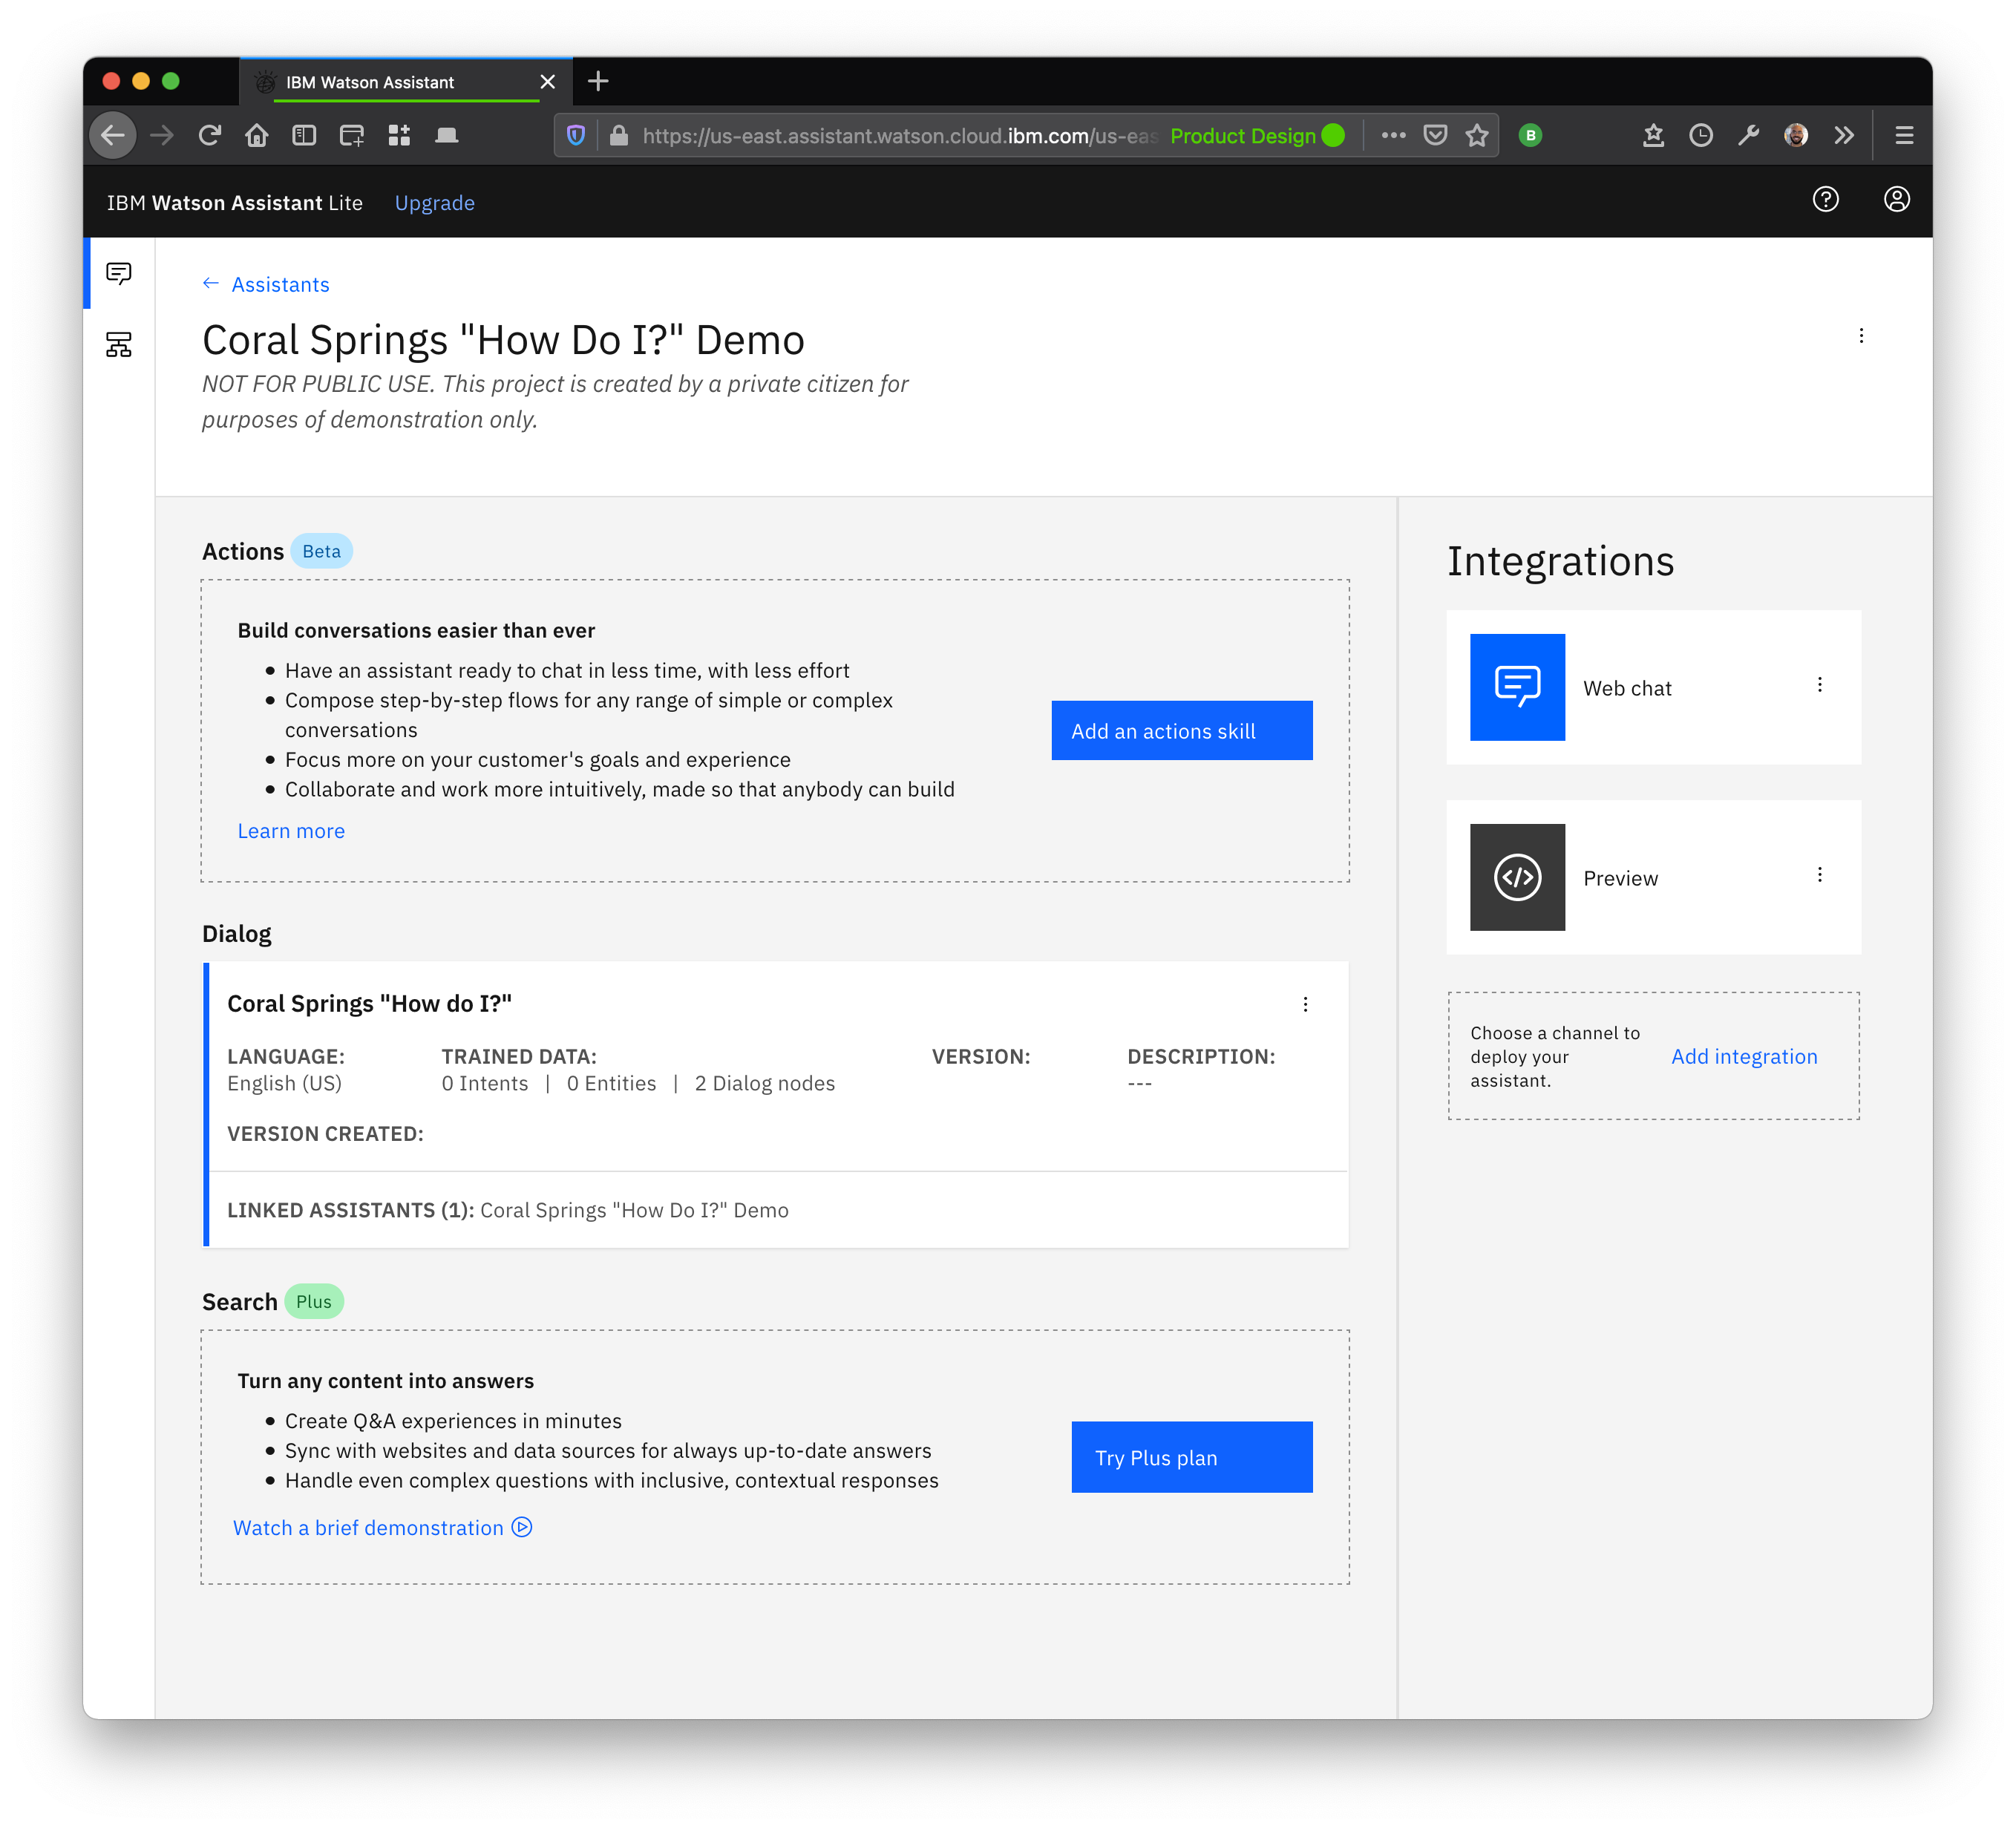 IBM Watson Assistant
https://us-east.assistant.watson.cloud.ibm.com/us-eas Product Design
B
IBM Watson Assistant Lite Upgrade
← Assistants
Coral Springs "How Do I?" Demo
NOT FOR PUBLIC USE. This project is created by a private citizen for
purposes of demonstration only.
Actions Beta
Build conversations easier than ever
• Have an assistant ready to chat in less time, with less effort
• Compose step-by-step flows for any range of simple or complex
conversations
• Focus more on your customer's goals and experience
• Collaborate and work more intuitively, made so that anybody can build
Learn more
Add an actions skill
Dialog
Coral Springs "How do I?"
LANGUAGE: TRAINED DATA: VERSION: DESCRIPTION:
English (US) 0 Intents | 0 Entities | 2 Dialog nodes ---
VERSION CREATED:
LINKED ASSISTANTS (1): Coral Springs "How Do I?" Demo
Search Plus
Turn any content into answers
• Create Q&A experiences in minutes
• Sync with websites and data sources for always up-to-date answers
• Handle even complex questions with inclusive, contextual responses
Watch a brief demonstration
Try Plus plan
Integrations
Web chat
Preview
Choose a channel to
deploy your
assistant.
Add integration